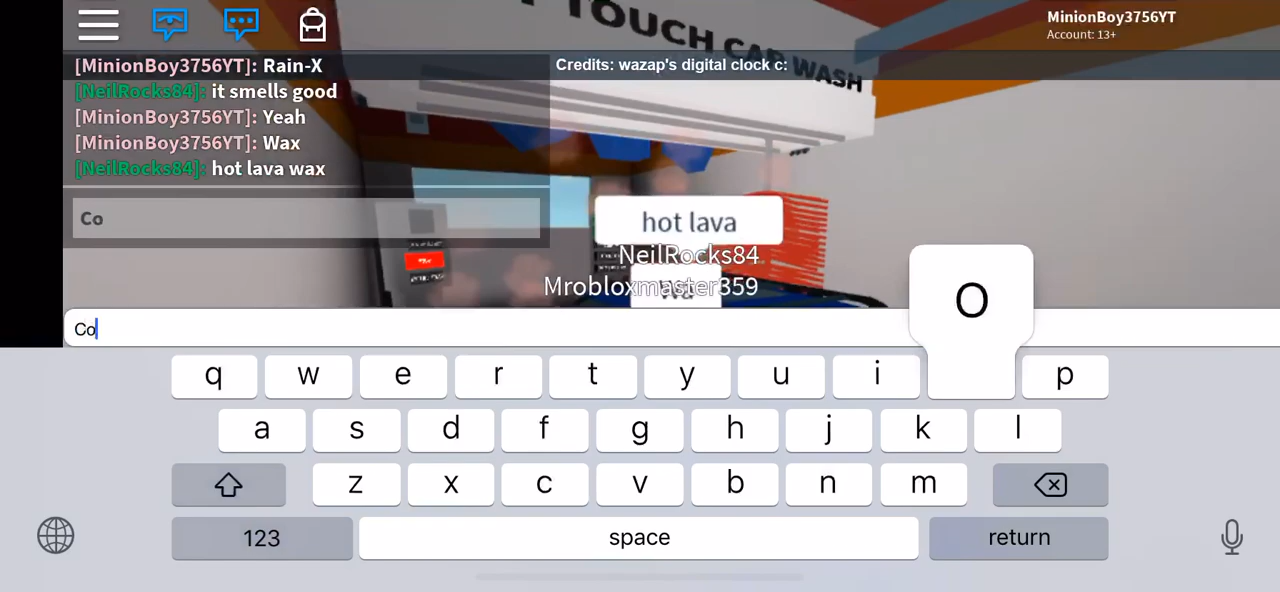 TOUCH CAR WASH
MinionBoy3756YT
Account: 13+
[MinionBoy3756YT]: Rain-X
Credits: wazap's digital clock c:
[NeilRocks84]: it smells good
[MinionBoy3756YT]: Yeah
[MinionBoy3756YT]: Wax
[NeilRocks84]: hot lava wax
Co
hot lava
NeilRocks84
Mrobloxmaster359
Co
O
q w e r t y u i p
a s d f g h j k l
z x c v b n m
123 space return